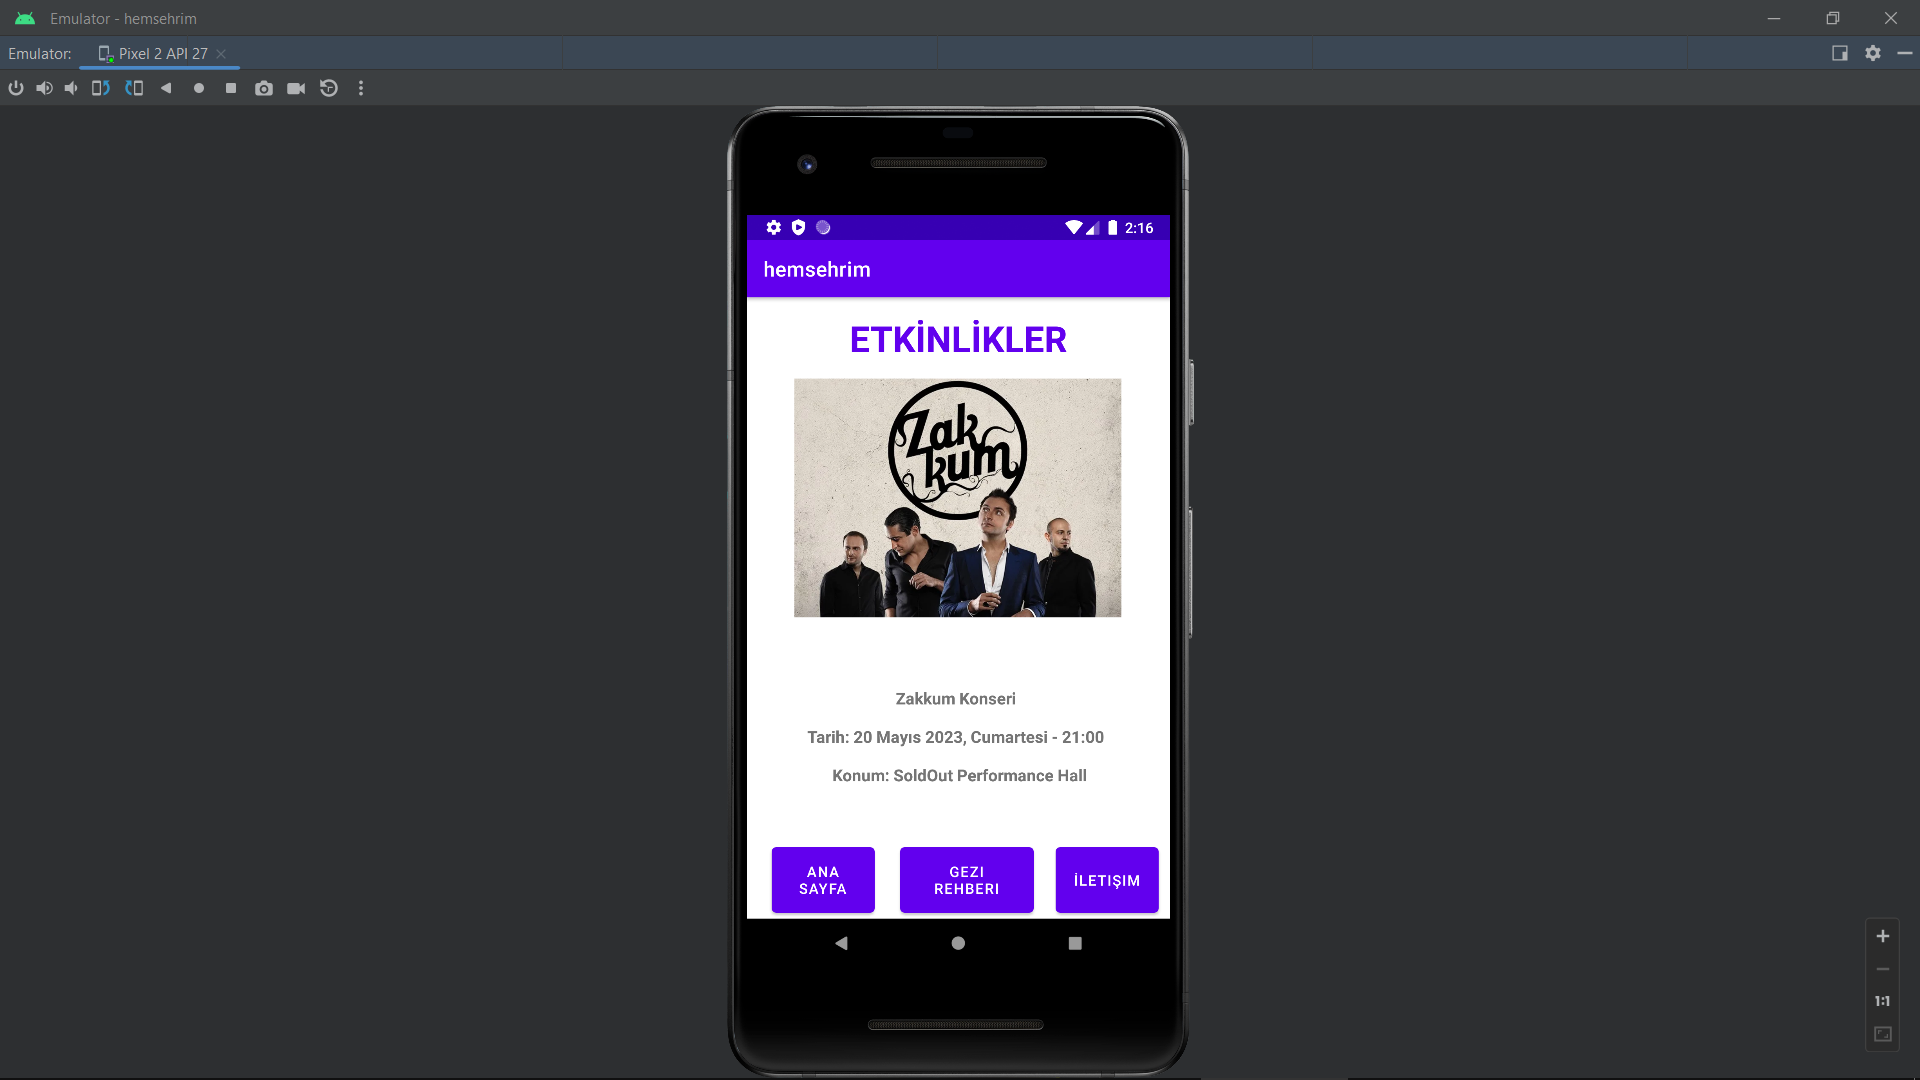 Emulator - hemsehrim
Emulator:
Pixel 2 API 27
2:16
hemsehrim
ETKİNLİKLER
Zak
kum
Zakkum Konseri
Tarih: 20 Mayıs 2023, Cumartesi - 21:00
Konum: SoldOut Performance Hall
ANA
SAYFA
GEZI
REHBERI
İLETIŞIM
1:1